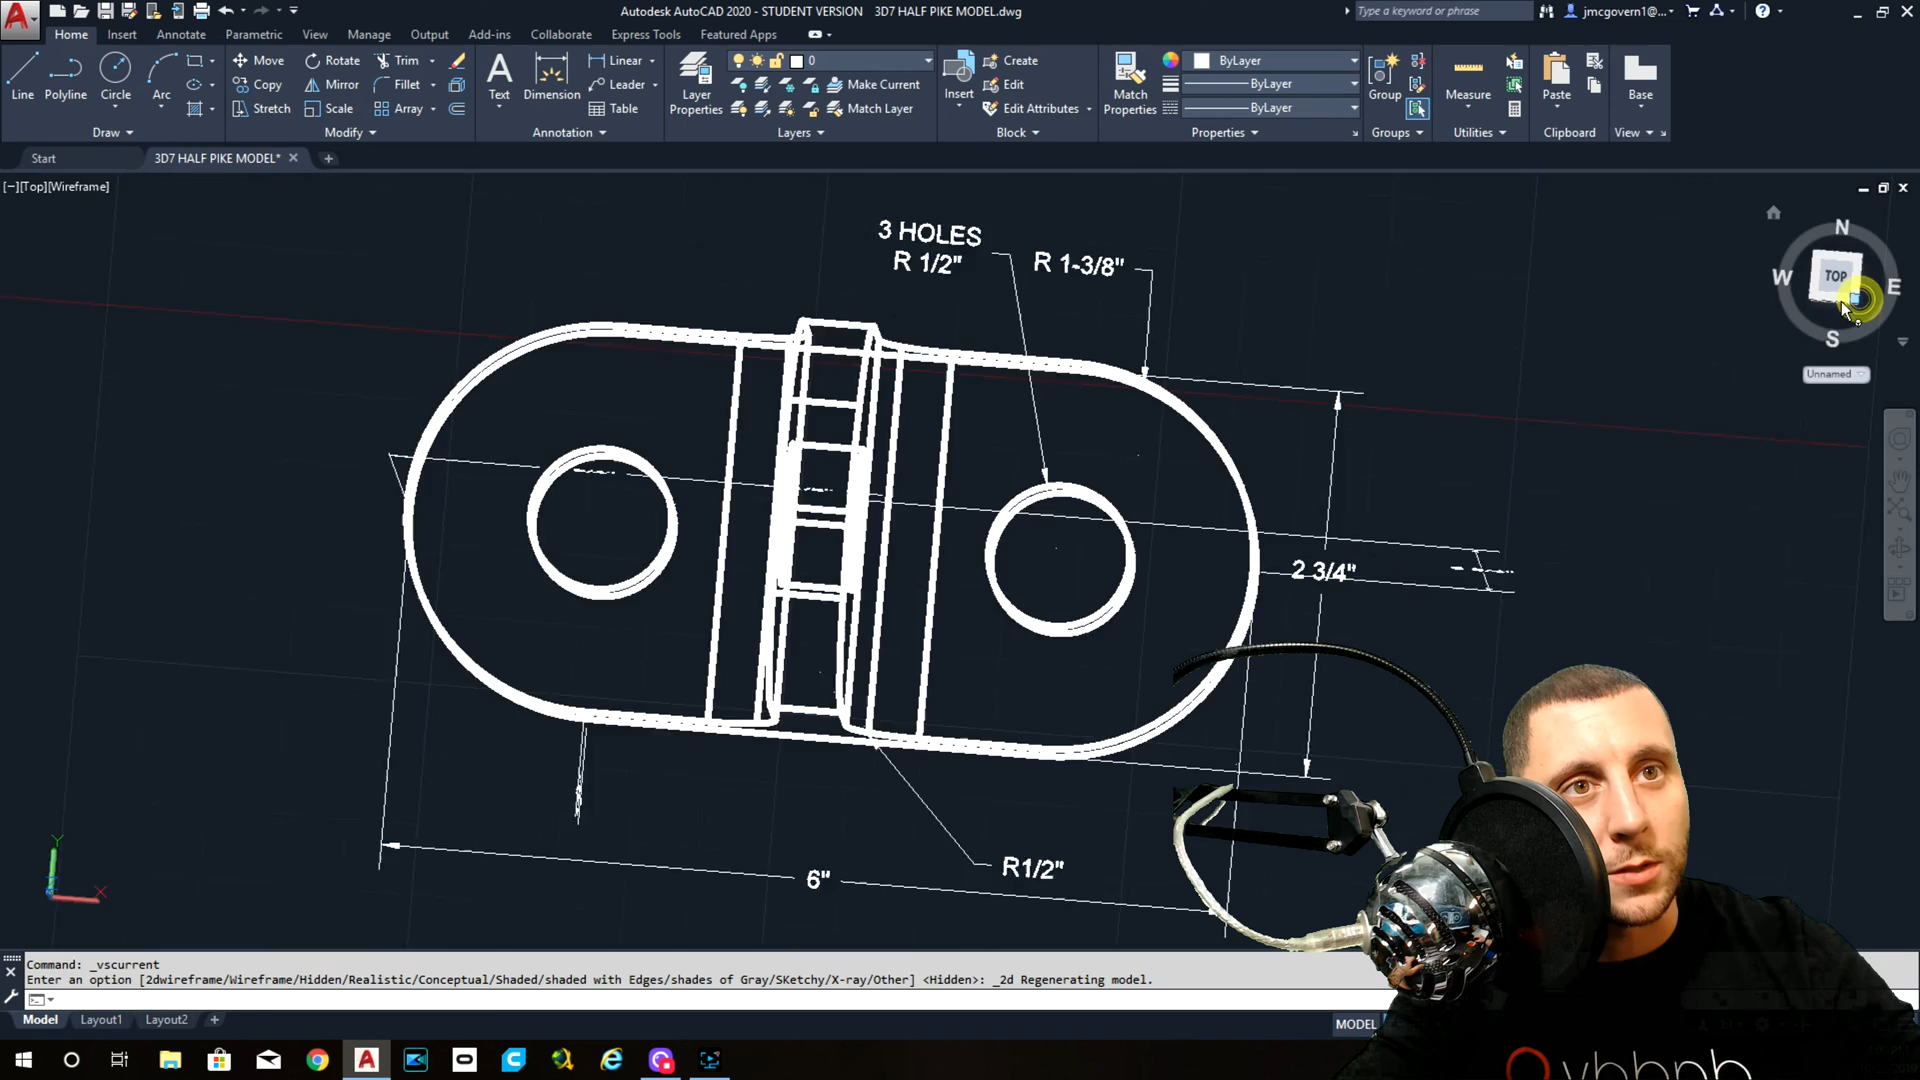 Autodesk AutoCAD 2020 - STUDENT VERSION 3D7 HALF PIKE MODEL.dwg
Type a keyword or phrase
jmcgovern1@...
Home Insert Annotate Parametric View Manage Output Add-ins Collaborate Express Tools Featured Apps
Line Polyline Circle Arc
Move Rotate Trim
Copy Mirror Fillet
Stretch Scale Array
Text Dimension
Linear
Leader
Table
Layer Properties
0
Make Current
Match Layer
Insert
Create
Edit
Edit Attributes
Match Properties
ByLayer
ByLayer
ByLayer
Group Measure Paste Base
Draw Modify Annotation Layers Block Properties Groups Utilities Clipboard View
Start 3D7 HALF PIKE MODEL*
[−][Top][Wireframe]
3 HOLES
R 1/2"
R 1-3/8"
N
W TOP E
S
Unnamed
2 3/4"
R1/2"
6"
Y
X
Command: _vscurrent
Enter an option [2dwireframe/Wireframe/Hidden/Realistic/Conceptual/Shaded/shaded with Edges/shades of Gray/SKetchy/X-ray/Other] <Hidden>: _2d Regenerating model.
Model Layout1 Layout2 +
MODEL